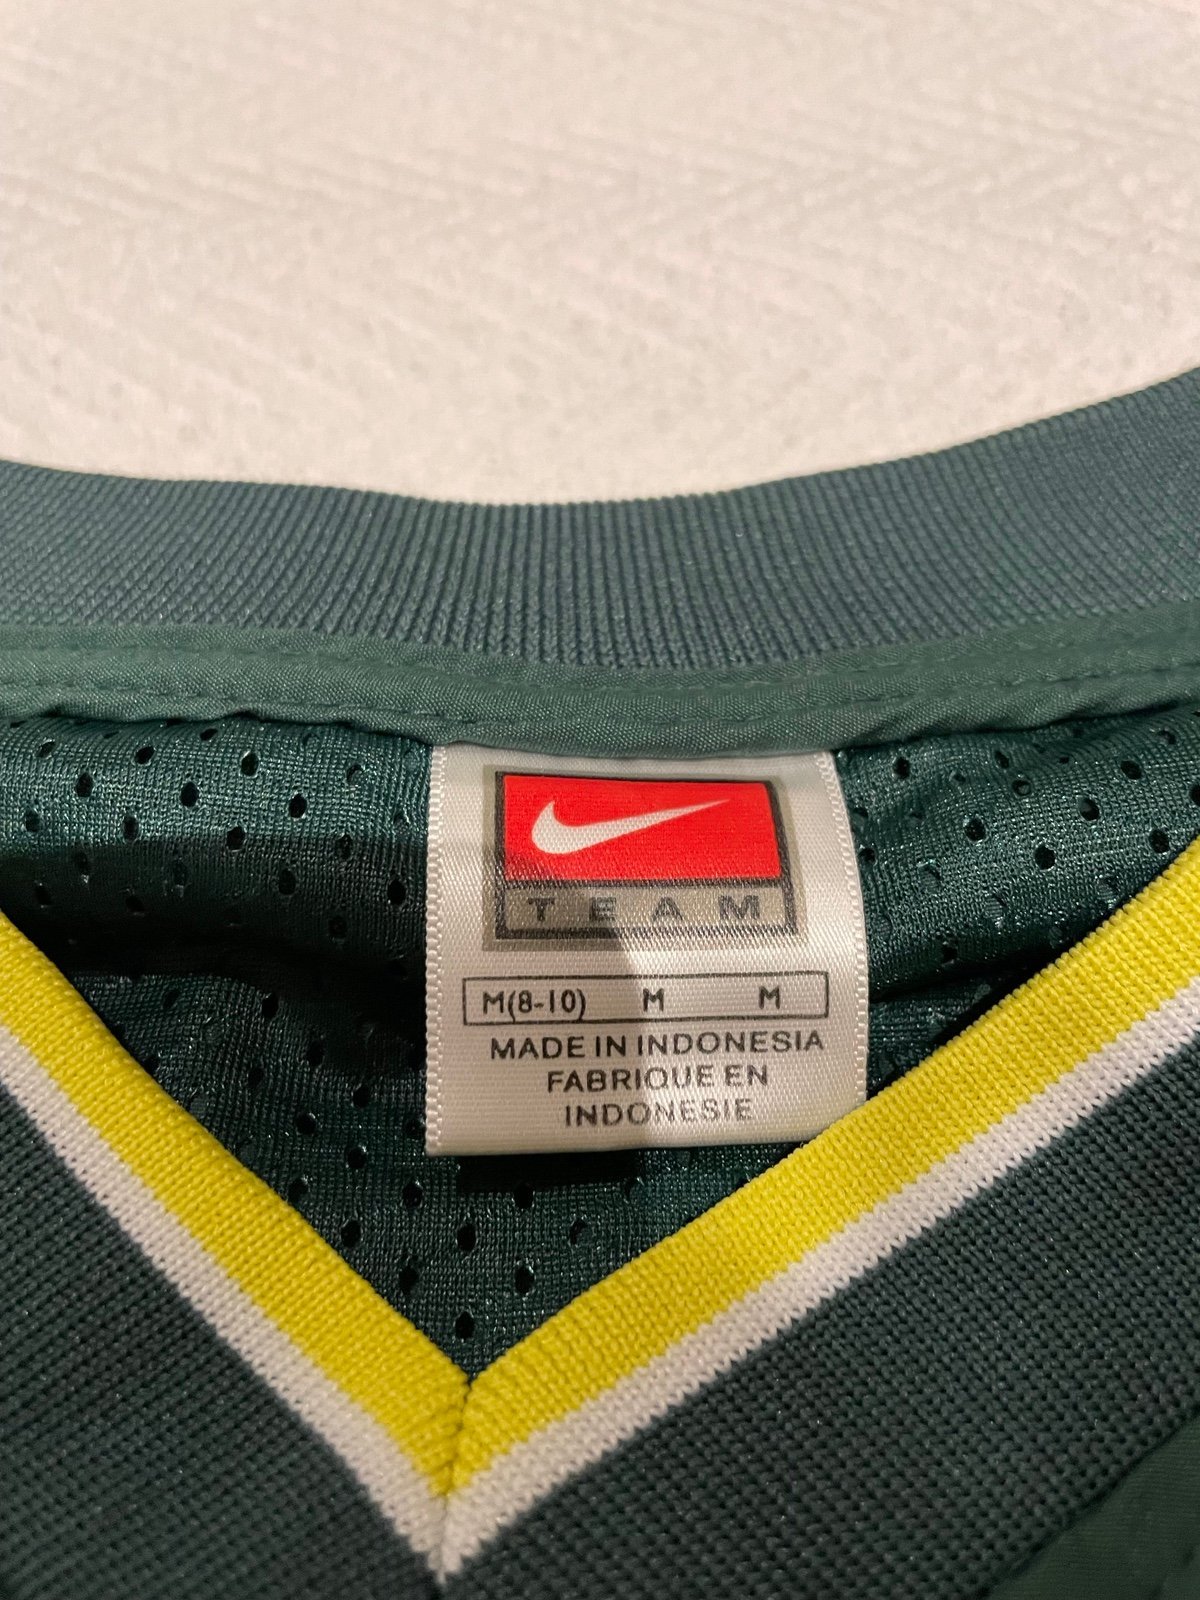 TEAM
M(8-10) M M
MADE IN INDONESIA
FABRIQUE EN
INDONESIE